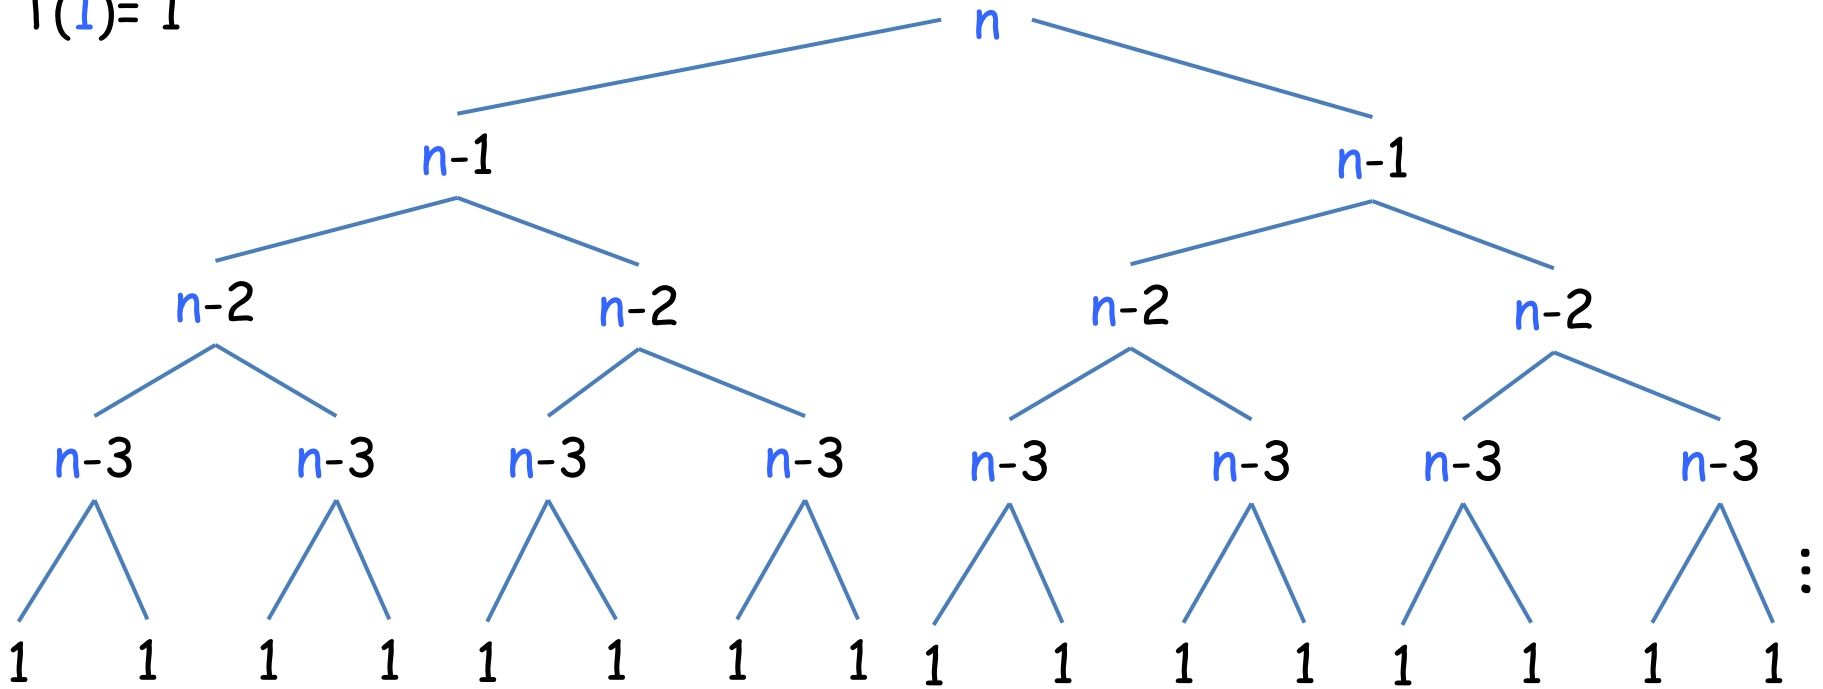 T(1)= 1
n
n-1 n-1
n-2 n-2 n-2 n-2
n-3 n-3 n-3 n-3 n-3 n-3 n-3 n-3
⋮
1 1 1 1 1 1 1 1 1 1 1 1 1 1 1 1